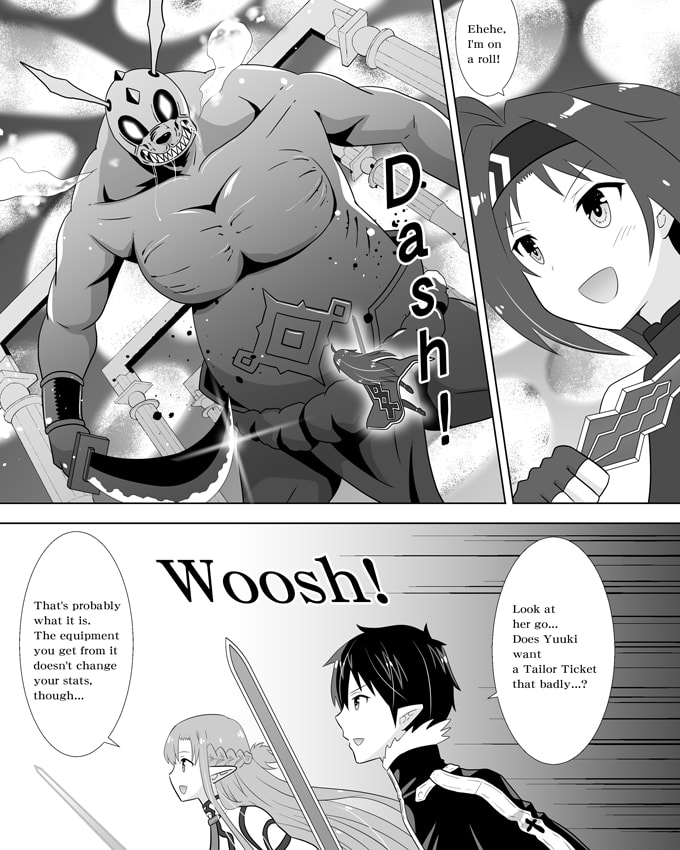 Ehehe,
I'm on
a roll!
Dash!
Woosh!
Look at
her go...
Does Yuuki
want
a Tailor Ticket
that badly...?
That's probably
what it is.
The equipment
you get from it
doesn't change
your stats,
though...